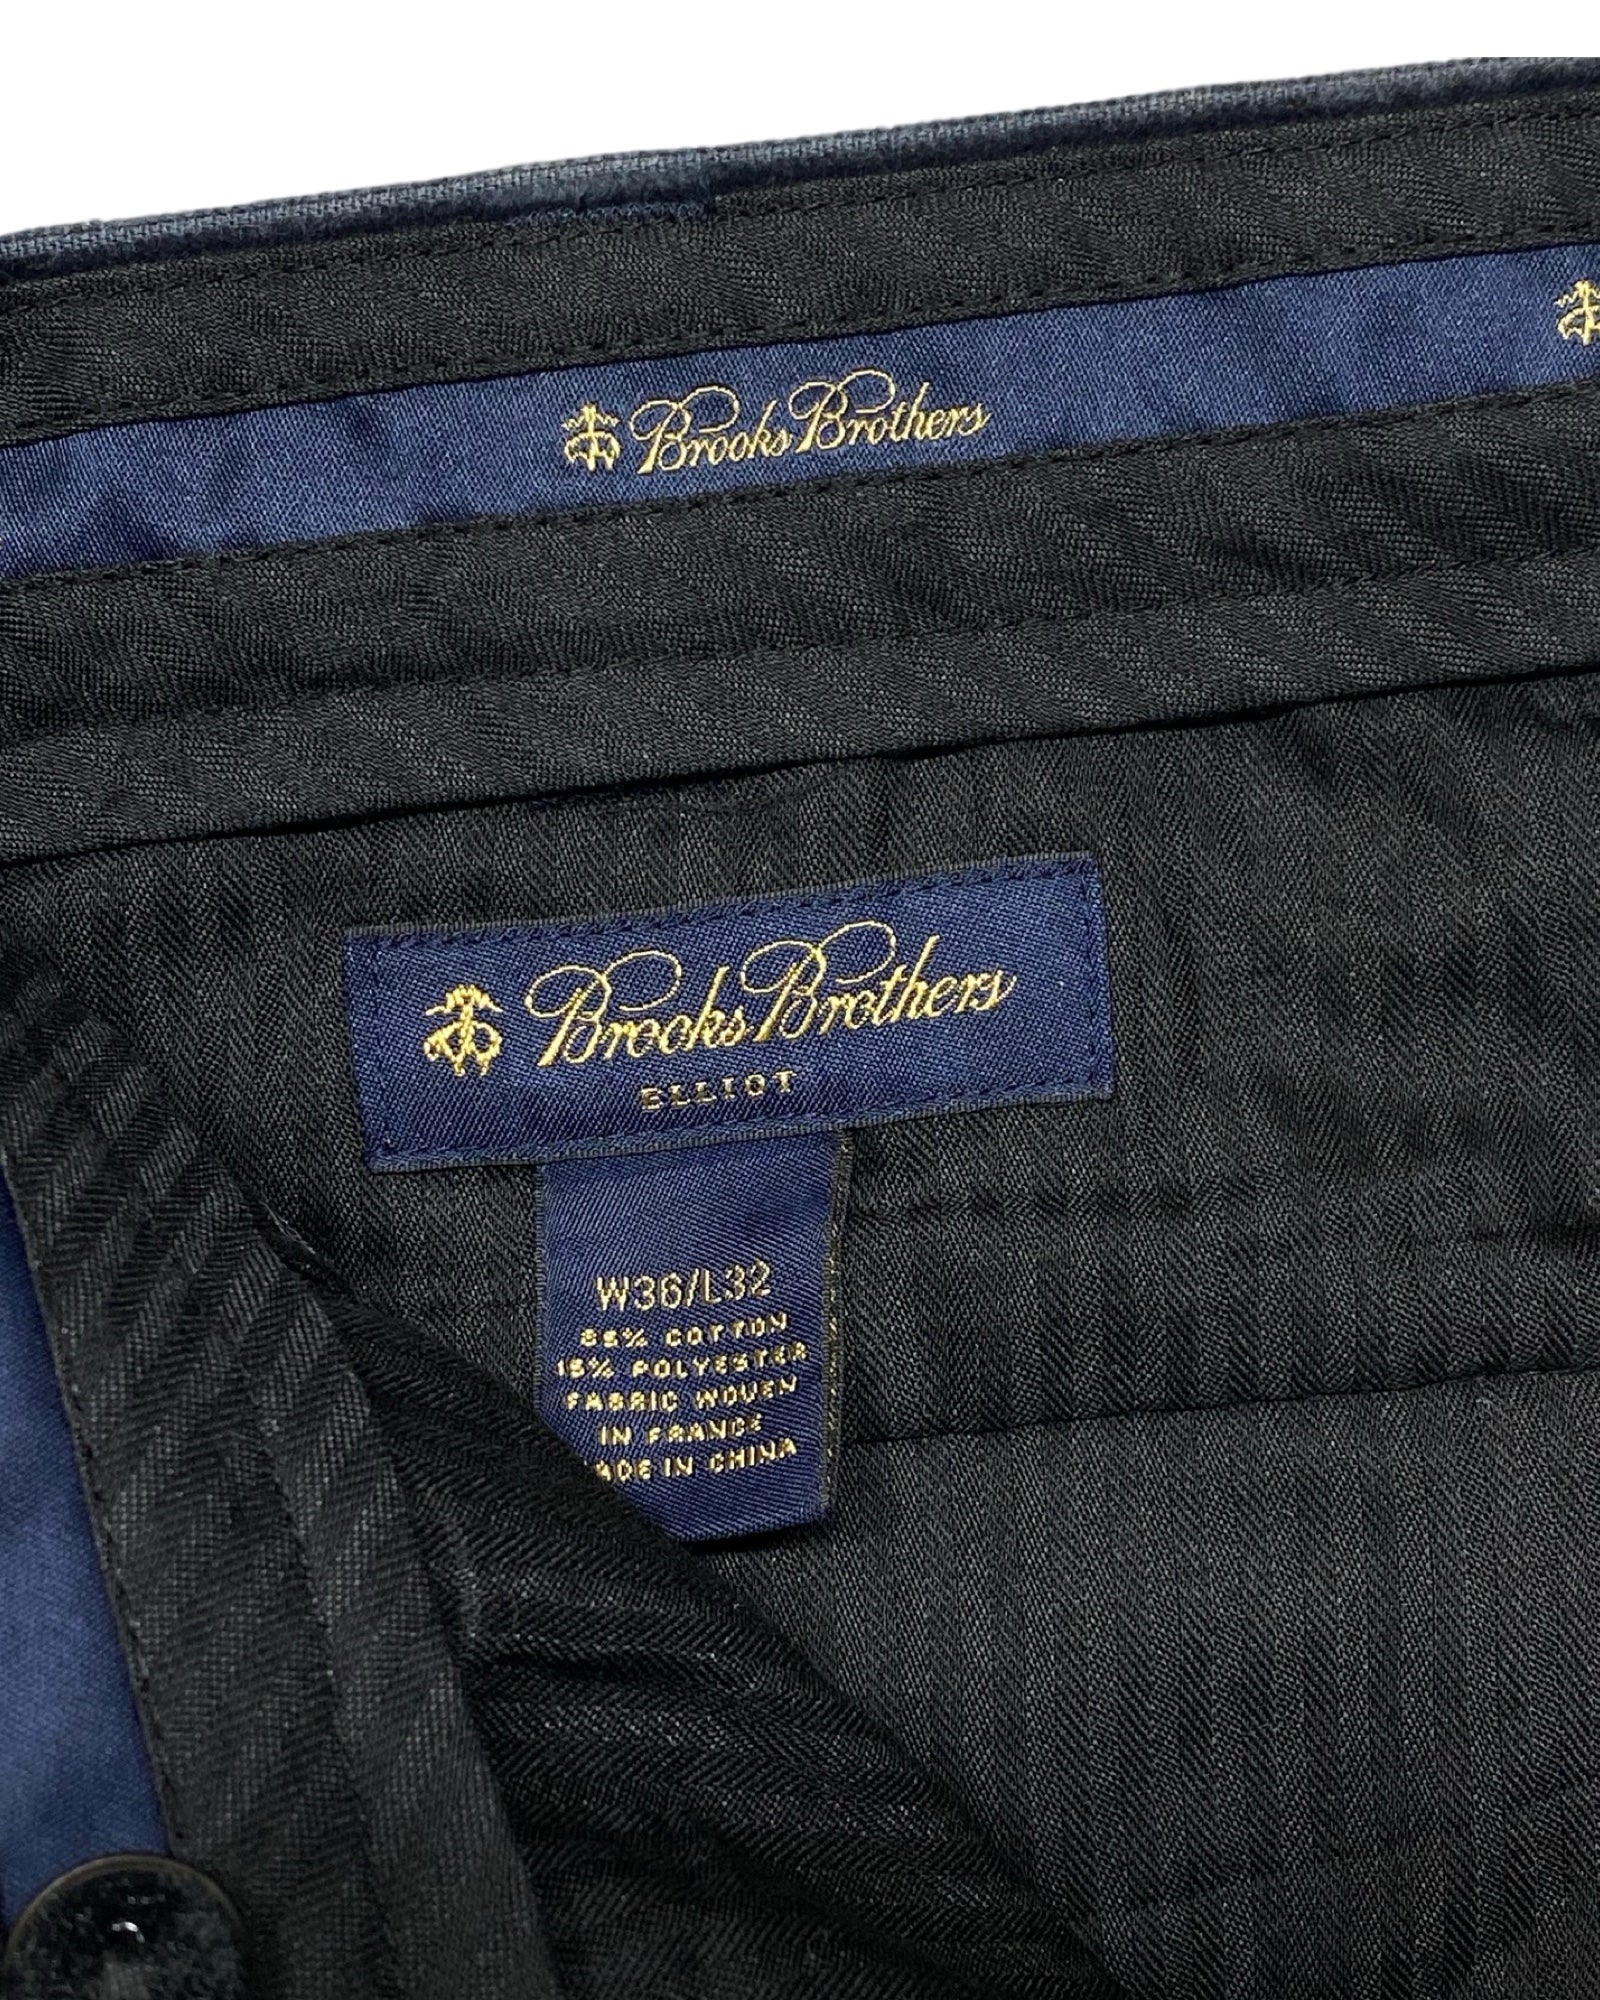 Brooks Brothers
Brooks Brothers
ELLIOT
W36/L32
85% COTTON
15% POLYESTER
FABRIC WOVEN
IN FRANCE
MADE IN CHINA